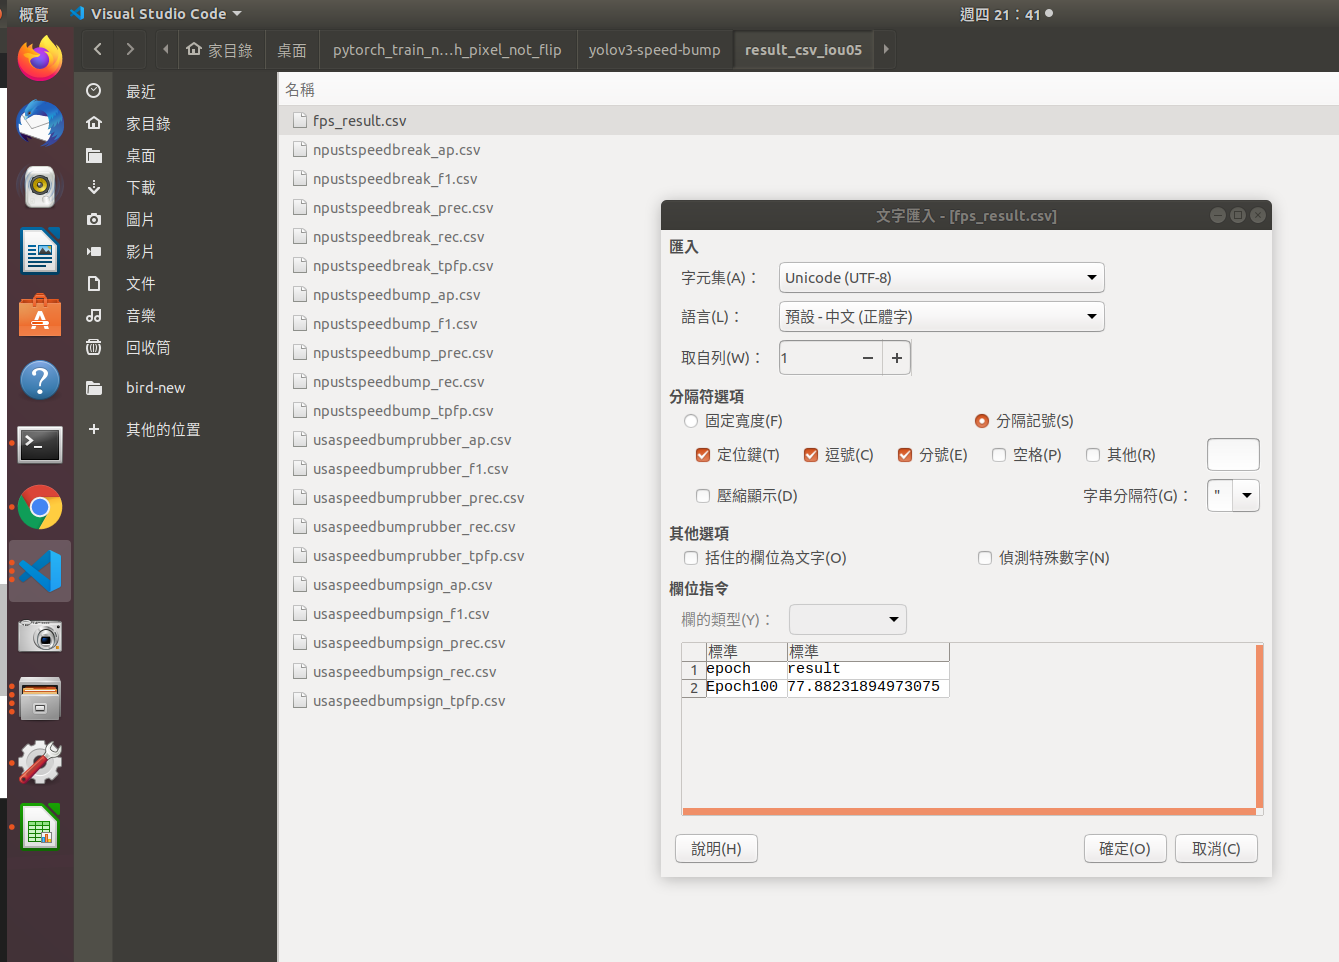 概覽
Visual Studio Code
週四 21：41
家目錄
桌面
pytorch_train_n…h_pixel_not_flip
yolov3-speed-bump
result_csv_iou05
最近
家目錄
桌面
下載
圖片
影片
文件
音樂
回收筒
bird-new
其他的位置
名稱
fps_result.csv
npustspeedbreak_ap.csv
npustspeedbreak_f1.csv
npustspeedbreak_prec.csv
npustspeedbreak_rec.csv
npustspeedbreak_tpfp.csv
npustspeedbump_ap.csv
npustspeedbump_f1.csv
npustspeedbump_prec.csv
npustspeedbump_rec.csv
npustspeedbump_tpfp.csv
usaspeedbumprubber_ap.csv
usaspeedbumprubber_f1.csv
usaspeedbumprubber_prec.csv
usaspeedbumprubber_rec.csv
usaspeedbumprubber_tpfp.csv
usaspeedbumpsign_ap.csv
usaspeedbumpsign_f1.csv
usaspeedbumpsign_prec.csv
usaspeedbumpsign_rec.csv
usaspeedbumpsign_tpfp.csv
文字匯入 - [fps_result.csv]
匯入
字元集(A)： Unicode (UTF-8)
語言(L)： 預設 - 中文 (正體字)
取自列(W)： 1
分隔符選項
固定寬度(F) 分隔記號(S)
定位鍵(T) 逗號(C) 分號(E) 空格(P) 其他(R)
壓縮顯示(D) 字串分隔符(G)： "
其他選項
括住的欄位為文字(O) 偵測特殊數字(N)
欄位指令
欄的類型(Y)：
標準 標準
1 epoch result
2 Epoch100 77.88231894973075
說明(H) 確定(O) 取消(C)